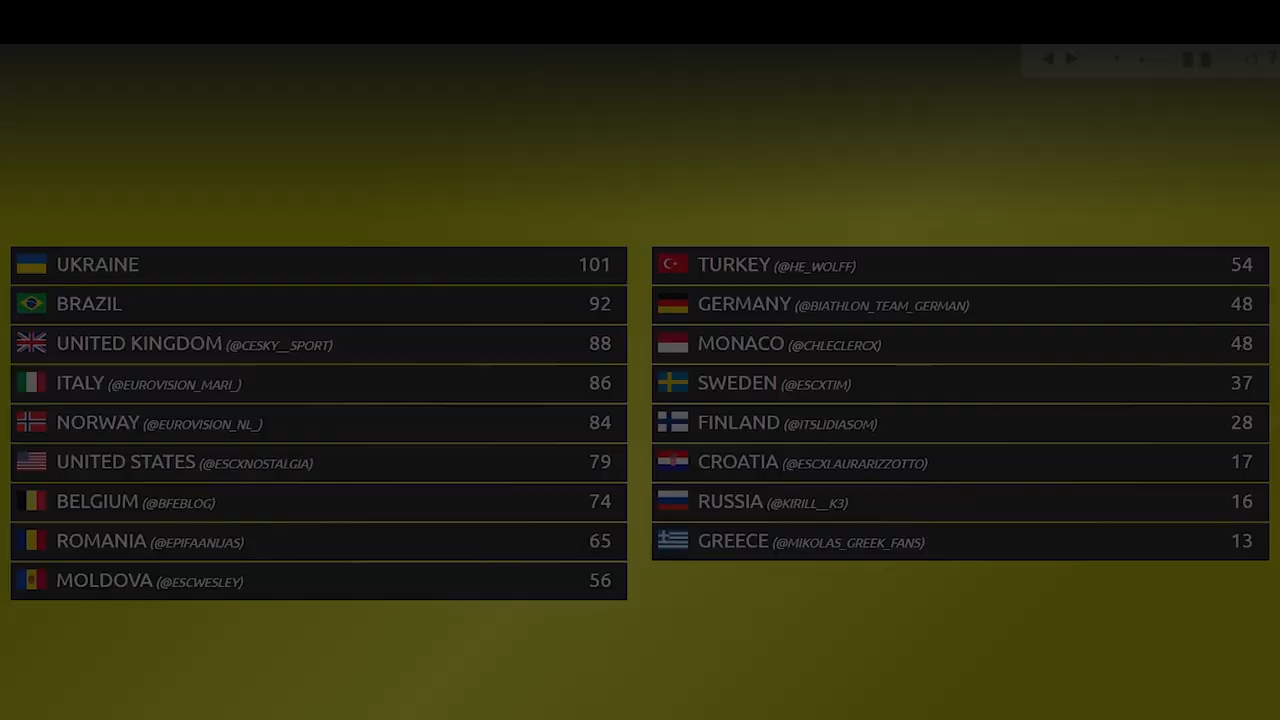 UKRAINE 101
BRAZIL 92
UNITED KINGDOM (@CESKY__SPORT) 88
ITALY (@EUROVISION_MARI_) 86
NORWAY (@EUROVISION_NL_) 84
UNITED STATES (@ESCXNOSTALGIA) 79
BELGIUM (@BFEBLOG) 74
ROMANIA (@EPIFAANIJAS) 65
MOLDOVA (@ESCWESLEY) 56
TURKEY (@HE_WOLFF) 54
GERMANY (@BIATHLON_TEAM_GERMAN) 48
MONACO (@CHLECLERCX) 48
SWEDEN (@ESCXTIM) 37
FINLAND (@ITSLIDIASOM) 28
CROATIA (@ESCXLAURARIZZOTTO) 17
RUSSIA (@KIRILL__K3) 16
GREECE (@MIKOLAS_GREEK_FANS) 13